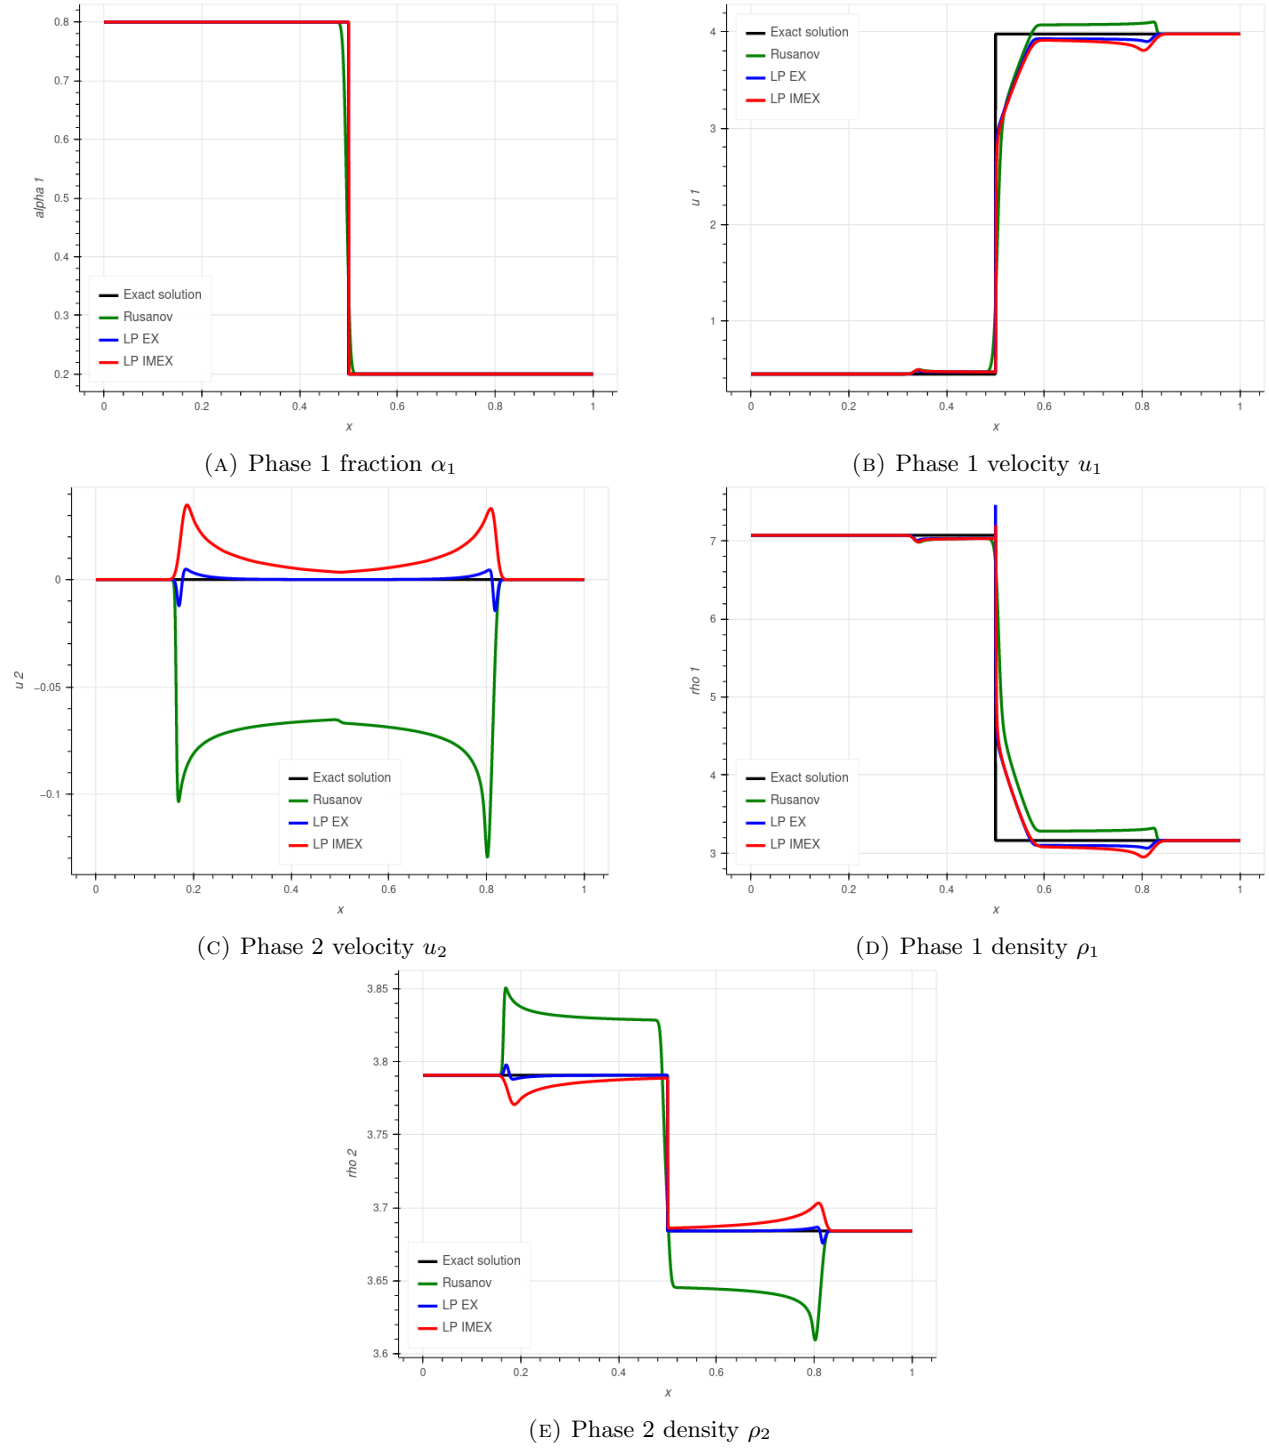 0.8
0.7
0.6
0.5
0.4
0.3
0.2
alpha 1
Exact solution
Rusanov
LP EX
LP IMEX
0 0.2 0.4 0.6 0.8 1
x
(A) Phase 1 fraction α₁
4
3
2
1
u 1
Exact solution
Rusanov
LP EX
LP IMEX
0 0.2 0.4 0.6 0.8 1
x
(B) Phase 1 velocity u₁
0
−0.05
−0.1
u 2
Exact solution
Rusanov
LP EX
LP IMEX
0 0.2 0.4 0.6 0.8 1
x
(C) Phase 2 velocity u₂
7
6
5
4
3
rho 1
Exact solution
Rusanov
LP EX
LP IMEX
0 0.2 0.4 0.6 0.8 1
x
(D) Phase 1 density ρ₁
3.85
3.8
3.75
3.7
3.65
3.6
rho 2
Exact solution
Rusanov
LP EX
LP IMEX
0 0.2 0.4 0.6 0.8 1
x
(E) Phase 2 density ρ₂